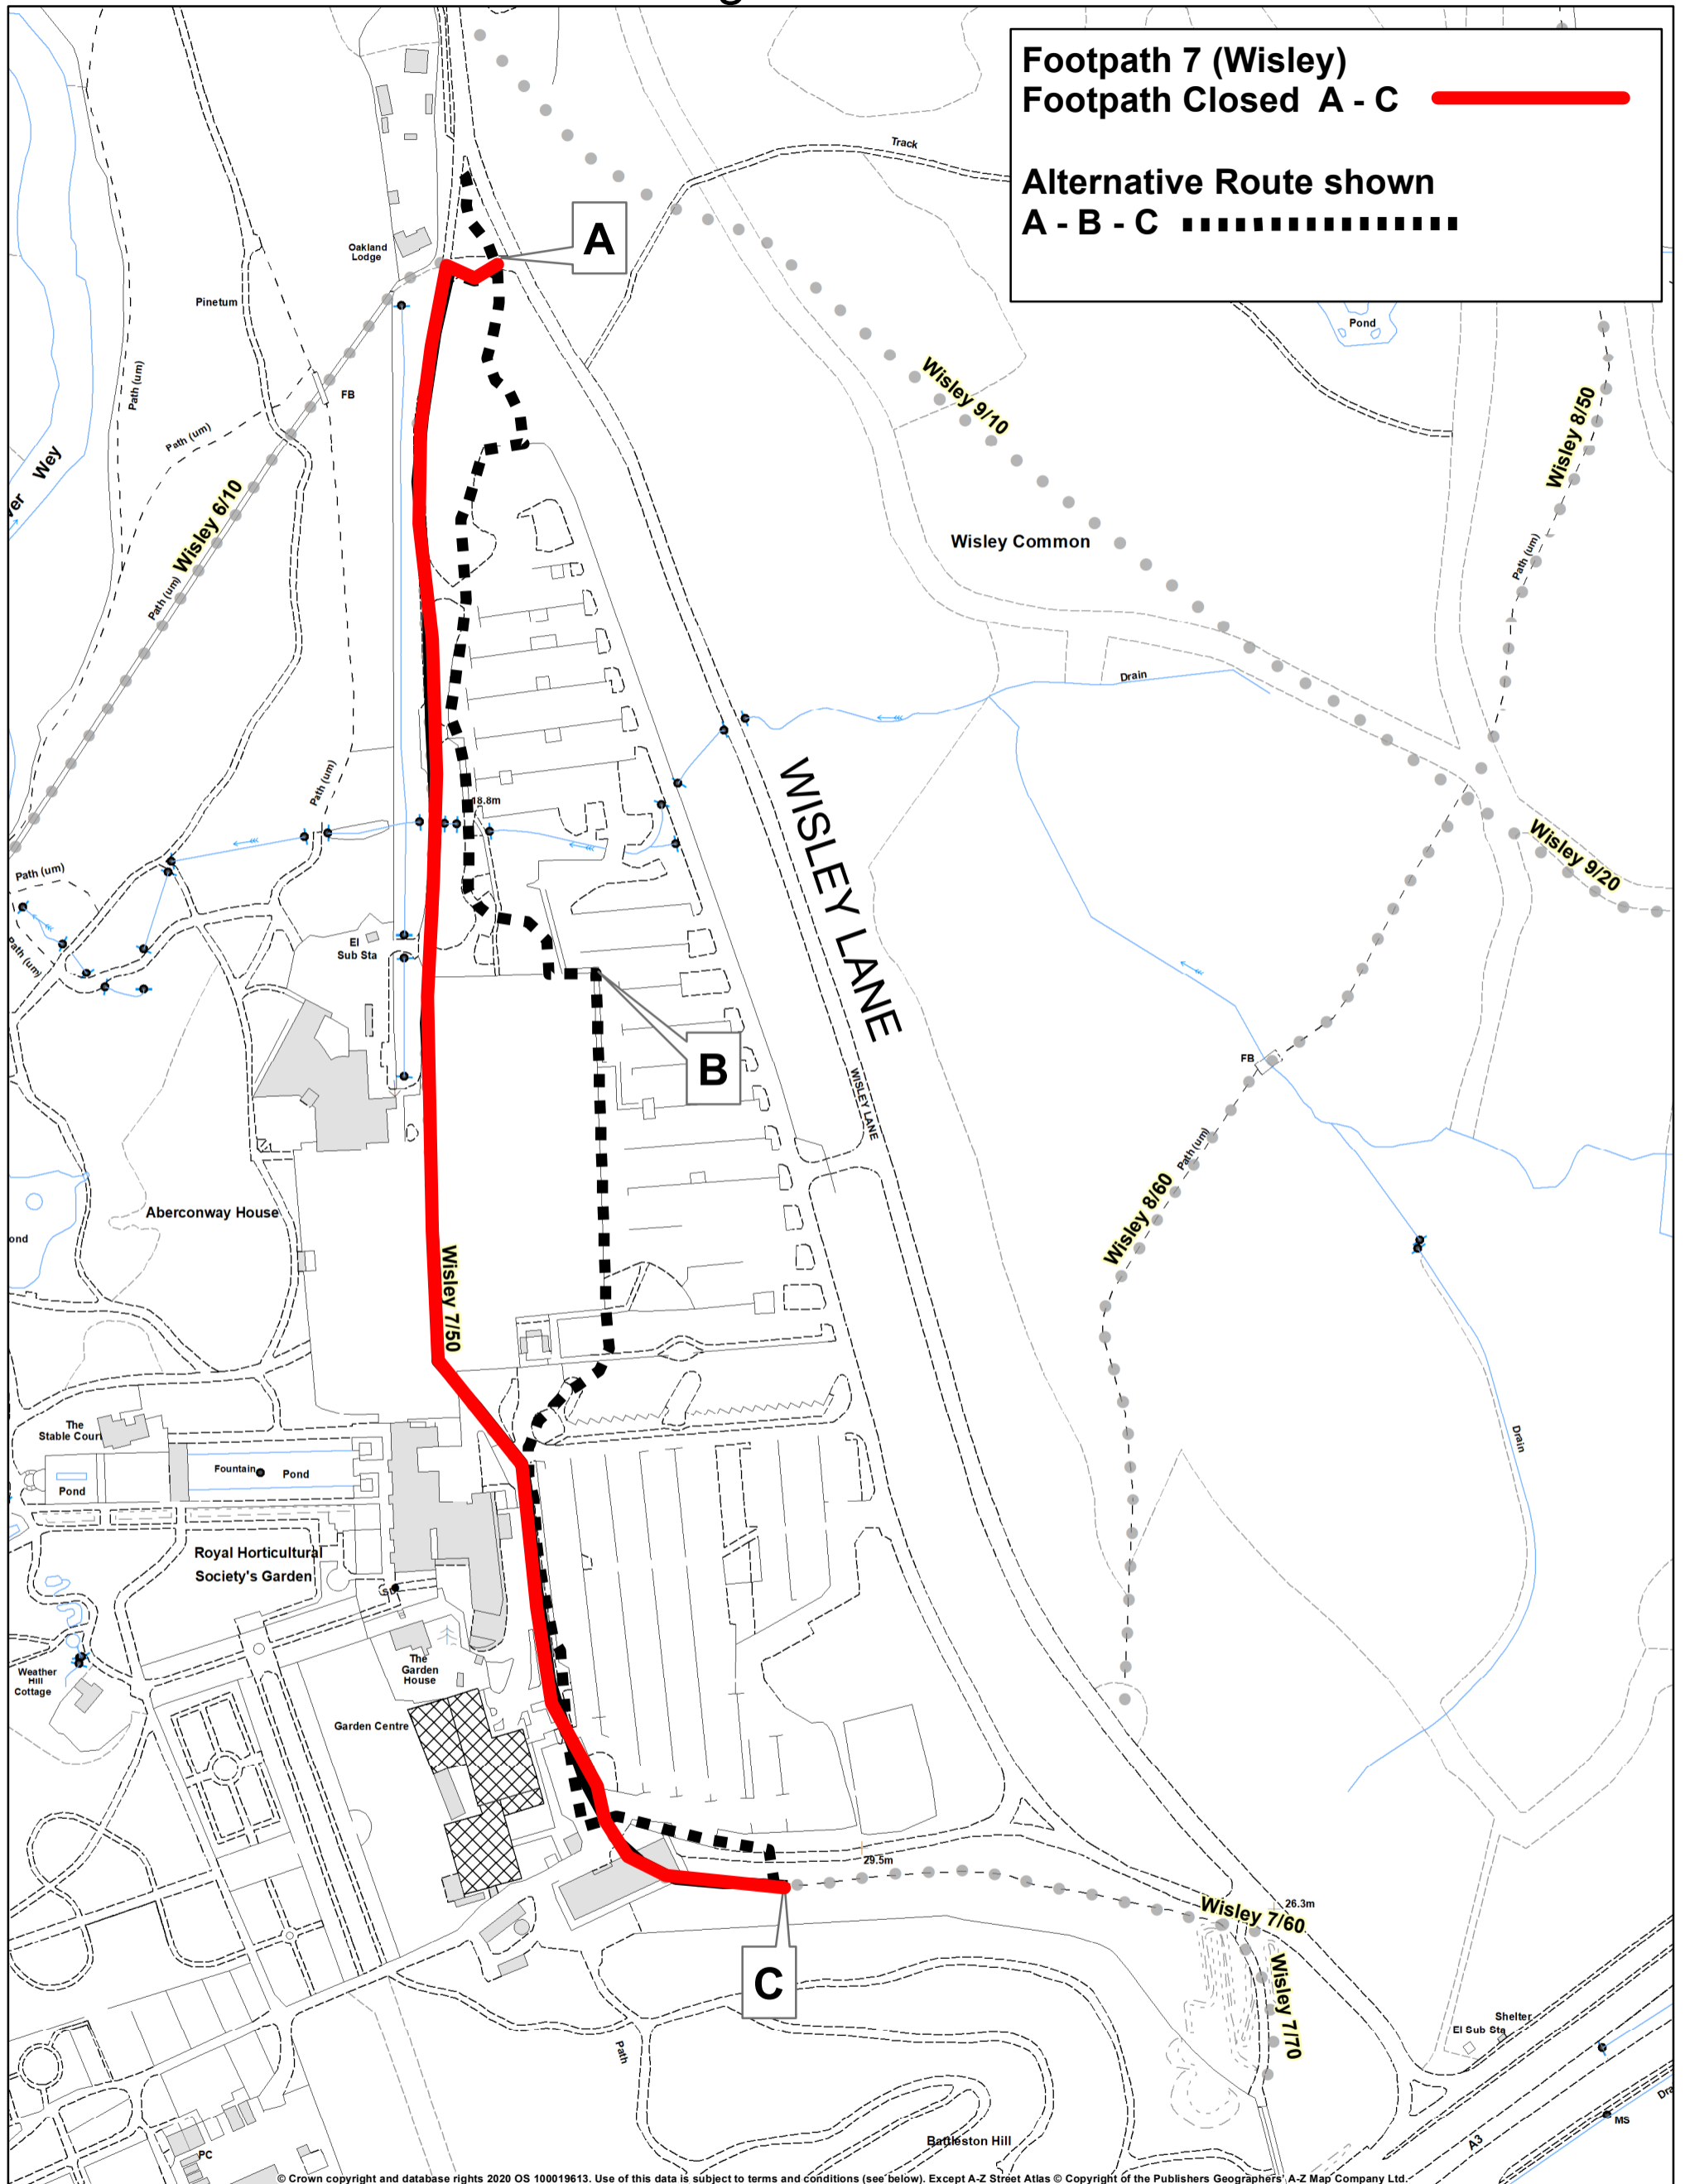 Footpath 7 (Wisley)
Footpath Closed A - C
Alternative Route shown
A - B - C
Track
A
Oakland
Lodge
Pinetum
Pond
Path (um)
FB
Wisley 9/10
Wisley 8/50
Path (um)
Wey
Wisley 6/10
Wisley Common
Path (um)
Path (um)
Drain
Path (um)
18.8m
WISLEY LANE
Wisley 9/20
Path (um)
Path (um)
El
Sub Sta
B
FB
WISLEY LANE
Path (um)
Wisley 8/60
Aberconway House
ond
Wisley 7/50
The
Stable Court
Drain
Fountain
Pond
Pond
Royal Horticultural
Society's Garden
The
Garden
House
Weather
Hill
Cottage
Garden Centre
29.5m
Wisley 7/60
26.3m
C
Wisley 7/70
Shelter
El Sub Sta
Path
MS
Battleston Hill
A3
Dra
PC
© Crown copyright and database rights 2020 OS 100019613. Use of this data is subject to terms and conditions (see below). Except A-Z Street Atlas © Copyright of the Publishers Geographers' A-Z Map Company Ltd.